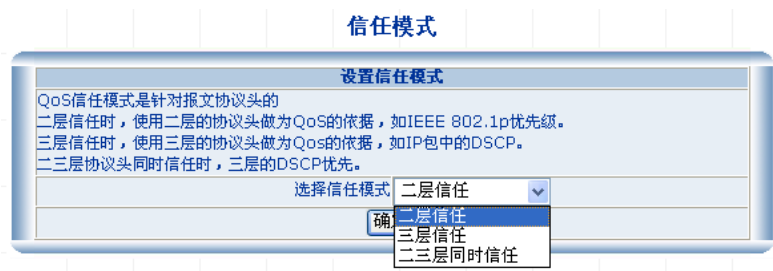 信任模式
设置信任模式
QoS信任模式是针对报文协议头的
二层信任时，使用二层的协议头做为QoS的依据，如IEEE 802.1p优先级。
三层信任时，使用三层的协议头做为Qos的依据，如IP包中的DSCP。
二三层协议头同时信任时，三层的DSCP优先。
选择信任模式 二层信任
确
二层信任
三层信任
二三层同时信任